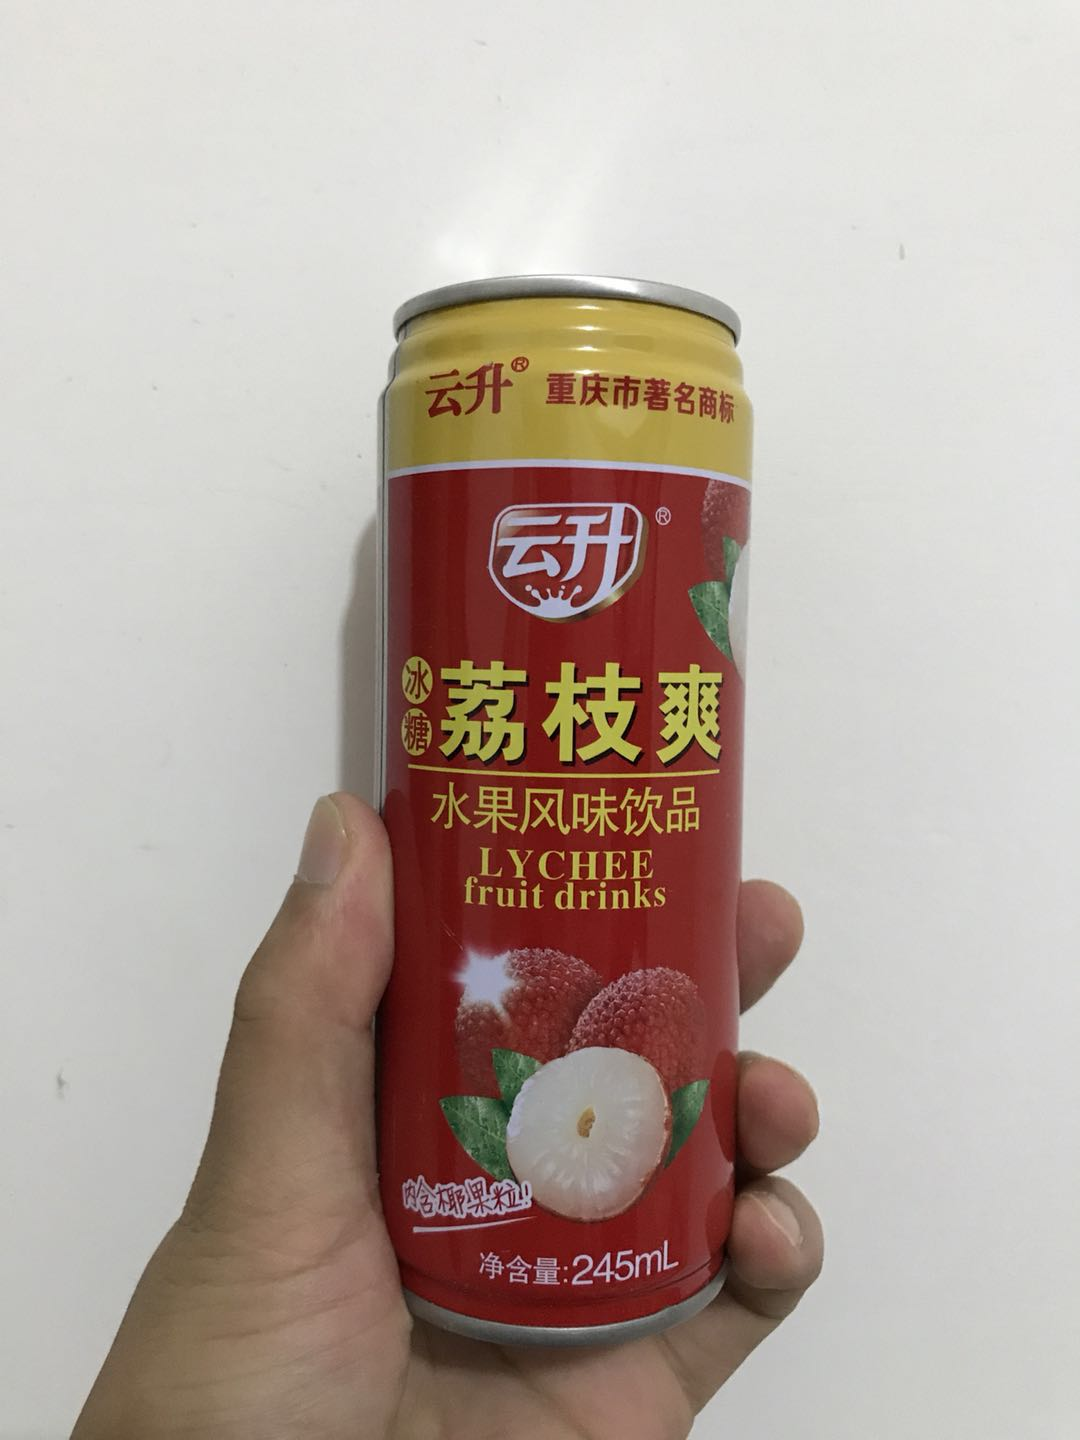 云升® 重庆市著名商标
云升®
冰糖荔枝爽
水果风味饮品
LYCHEE
fruit drinks
内含椰果粒!
净含量:245mL